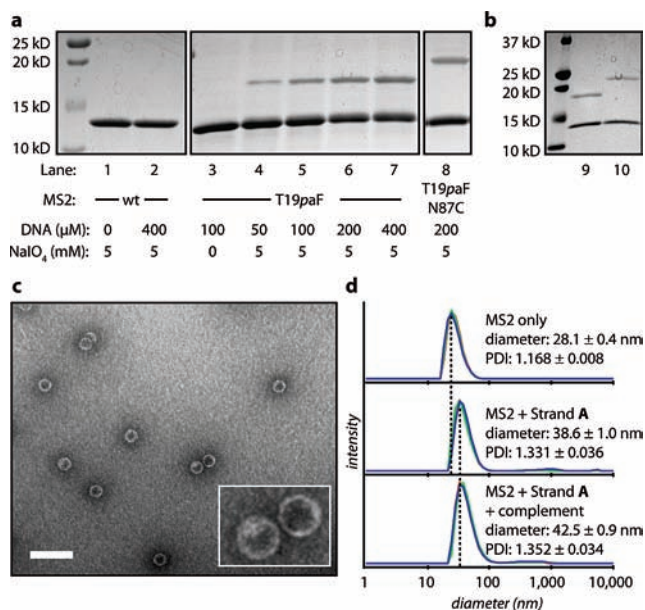 a
b
25 kD
20 kD
15 kD
10 kD
37 kD
25 kD
20 kD
15 kD
10 kD
Lane: 1 2 3 4 5 6 7 8
9 10
MS2: wt T19paF T19paF N87C
DNA (μM): 0 400 100 50 100 200 400 200
NaIO4 (mM): 5 5 0 5 5 5 5 5
c
d
MS2 only
diameter: 28.1 ± 0.4 nm
PDI: 1.168 ± 0.008
MS2 + Strand A
diameter: 38.6 ± 1.0 nm
PDI: 1.331 ± 0.036
MS2 + Strand A
+ complement
diameter: 42.5 ± 0.9 nm
PDI: 1.352 ± 0.034
intensity
1 10 100 1,000 10,000
diameter (nm)